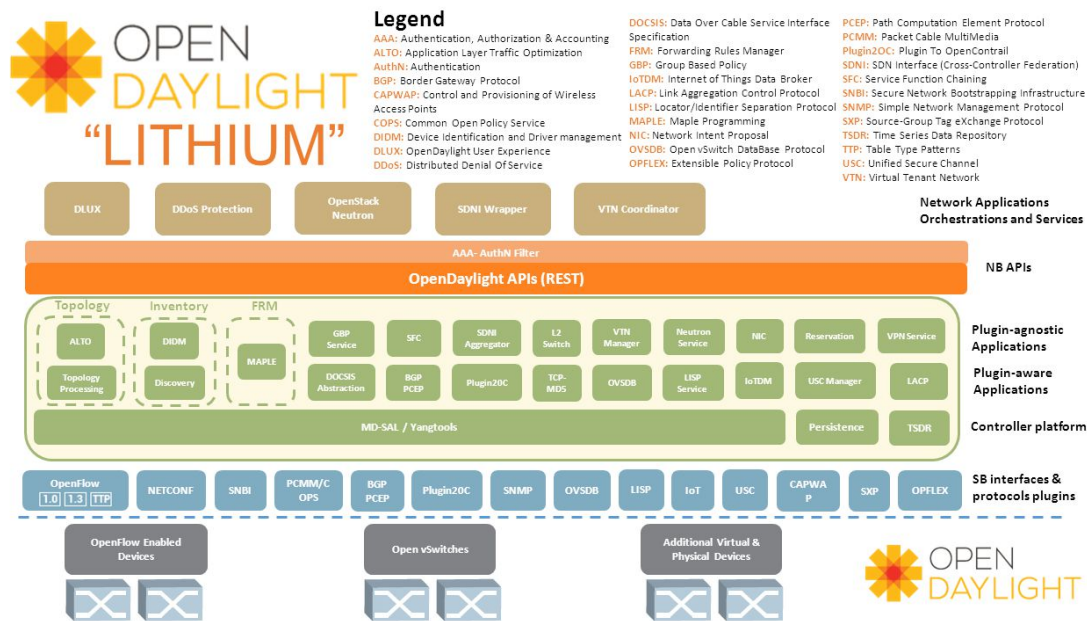 OPEN
DAYLIGHT
“LITHIUM”
Legend
AAA: Authentication, Authorization & Accounting
ALTO: Application Layer Traffic Optimization
AuthN: Authentication
BGP: Border Gateway Protocol
CAPWAP: Control and Provisioning of Wireless
Access Points
COPS: Common Open Policy Service
DIDM: Device Identification and Driver management
DLUX: OpenDaylight User Experience
DDoS: Distributed Denial Of Service
DOCSIS: Data Over Cable Service Interface
Specification
FRM: Forwarding Rules Manager
GBP: Group Based Policy
IoTDM: Internet of Things Data Broker
LACP: Link Aggregation Control Protocol
LISP: Locator/Identifier Separation Protocol
MAPLE: Maple Programming
NIC: Network Intent Proposal
OVSDB: Open vSwitch DataBase Protocol
OPFLEX: Extensible Policy Protocol
PCEP: Path Computation Element Protocol
PCMM: Packet Cable MultiMedia
Plugin2OC: Plugin To OpenContrail
SDNI: SDN Interface (Cross-Controller Federation)
SFC: Service Function Chaining
SNBI: Secure Network Bootstrapping Infrastructure
SNMP: Simple Network Management Protocol
SXP: Source-Group Tag eXchange Protocol
TSDR: Time Series Data Repository
TTP: Table Type Patterns
USC: Unified Secure Channel
VTN: Virtual Tenant Network
DLUX
DDoS Protection
OpenStack
Neutron
SDNI Wrapper
VTN Coordinator
Network Applications
Orchestrations and Services
AAA- AuthN Filter
OpenDaylight APIs (REST)
NB APIs
Topology
Inventory
FRM
ALTO
DIDM
MAPLE
GBP
Service
SFC
SDNI
Aggregator
L2
Switch
VTN
Manager
Neutron
Service
NIC
Reservation
VPN Service
Plugin-agnostic
Applications
Topology
Processing
Discovery
DOCSIS
Abstraction
BGP
PCEP
Plugin20C
TCP-
MD5
OVSDB
LISP
Service
IoTDM
USC Manager
LACP
Plugin-aware
Applications
MD-SAL / Yangtools
Persistence
TSDR
Controller platform
OpenFlow
1.0 1.3 TTP
NETCONF
SNBI
PCMM/C
OPS
BGP
PCEP
Plugin20C
SNMP
OVSDB
LISP
IoT
USC
CAPWA
P
SXP
OPFLEX
SB interfaces &
protocols plugins
OpenFlow Enabled
Devices
Open vSwitches
Additional Virtual &
Physical Devices
OPEN
DAYLIGHT